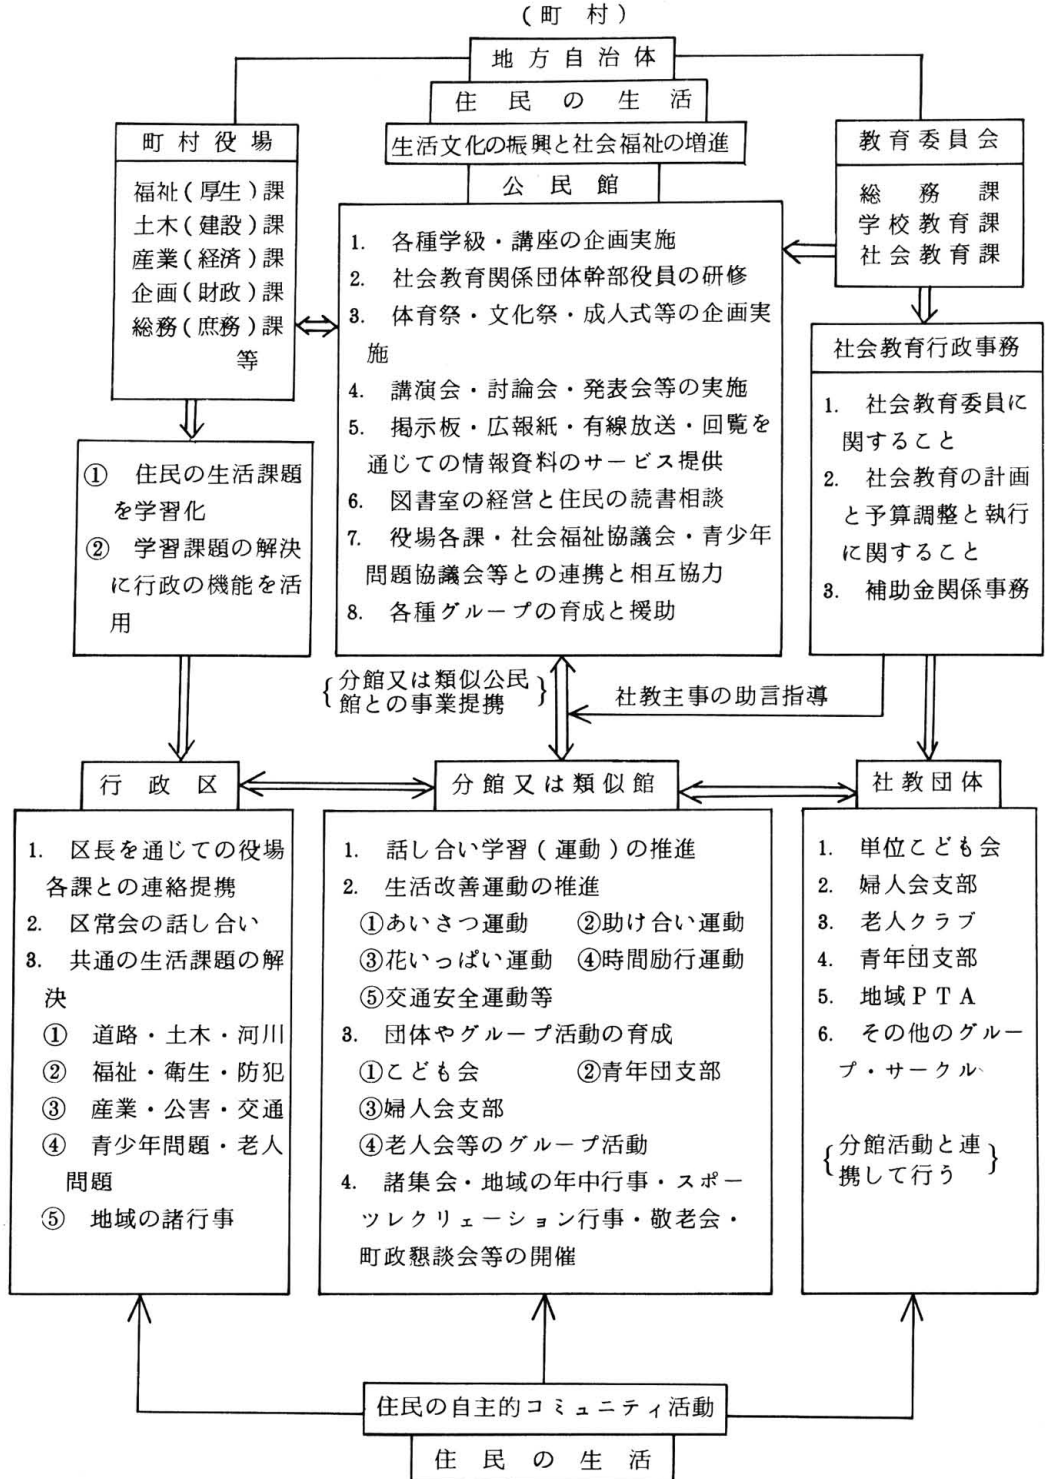 (町 村)
地 方 自 治 体
住 民 の 生 活
生活文化の振興と社会福祉の増進
町 村 役 場
福祉(厚生)課
土木(建設)課
産業(経済)課
企画(財政)課
総務(庶務)課
等
① 住民の生活課題
を学習化
② 学習課題の解決
に行政の機能を活
用
公 民 館
1. 各種学級・講座の企画実施
2. 社会教育関係団体幹部役員の研修
3. 体育祭・文化祭・成人式等の企画実
施
4. 講演会・討論会・発表会等の実施
5. 掲示板・広報紙・有線放送・回覧を
通じての情報資料のサービス提供
6. 図書室の経営と住民の読書相談
7. 役場各課・社会福祉協議会・青少年
問題協議会等との連携と相互協力
8. 各種グループの育成と援助
教 育 委 員 会
総 務 課
学 校 教 育 課
社 会 教 育 課
社会教育行政事務
1. 社会教育委員に
関すること
2. 社会教育の計画
と予算調整と執行
に関すること
3. 補助金関係事務
{分館又は類似公民
館との事業提携}
社教主事の助言指導
行 政 区
1. 区長を通じての役場
各課との連絡提携
2. 区常会の話し合い
3. 共通の生活課題の解
決
① 道路・土木・河川
② 福祉・衛生・防犯
③ 産業・公害・交通
④ 青少年問題・老人
問題
⑤ 地域の諸行事
分館又は類似館
1. 話し合い学習(運動)の推進
2. 生活改善運動の推進
①あいさつ運動 ②助け合い運動
③花いっぱい運動 ④時間励行運動
⑤交通安全運動等
3. 団体やグループ活動の育成
①こども会 ②青年団支部
③婦人会支部
④老人会等のグループ活動
4. 諸集会・地域の年中行事・スポー
ツレクリェーション行事・敬老会・
町政懇談会等の開催
社 教 団 体
1. 単位こども会
2. 婦人会支部
3. 老人クラブ
4. 青年団支部
5. 地域PTA
6. その他のグルー
プ・サークル
{分館活動と連
携して行う}
住民の自主的コミュニティ活動
住 民 の 生 活